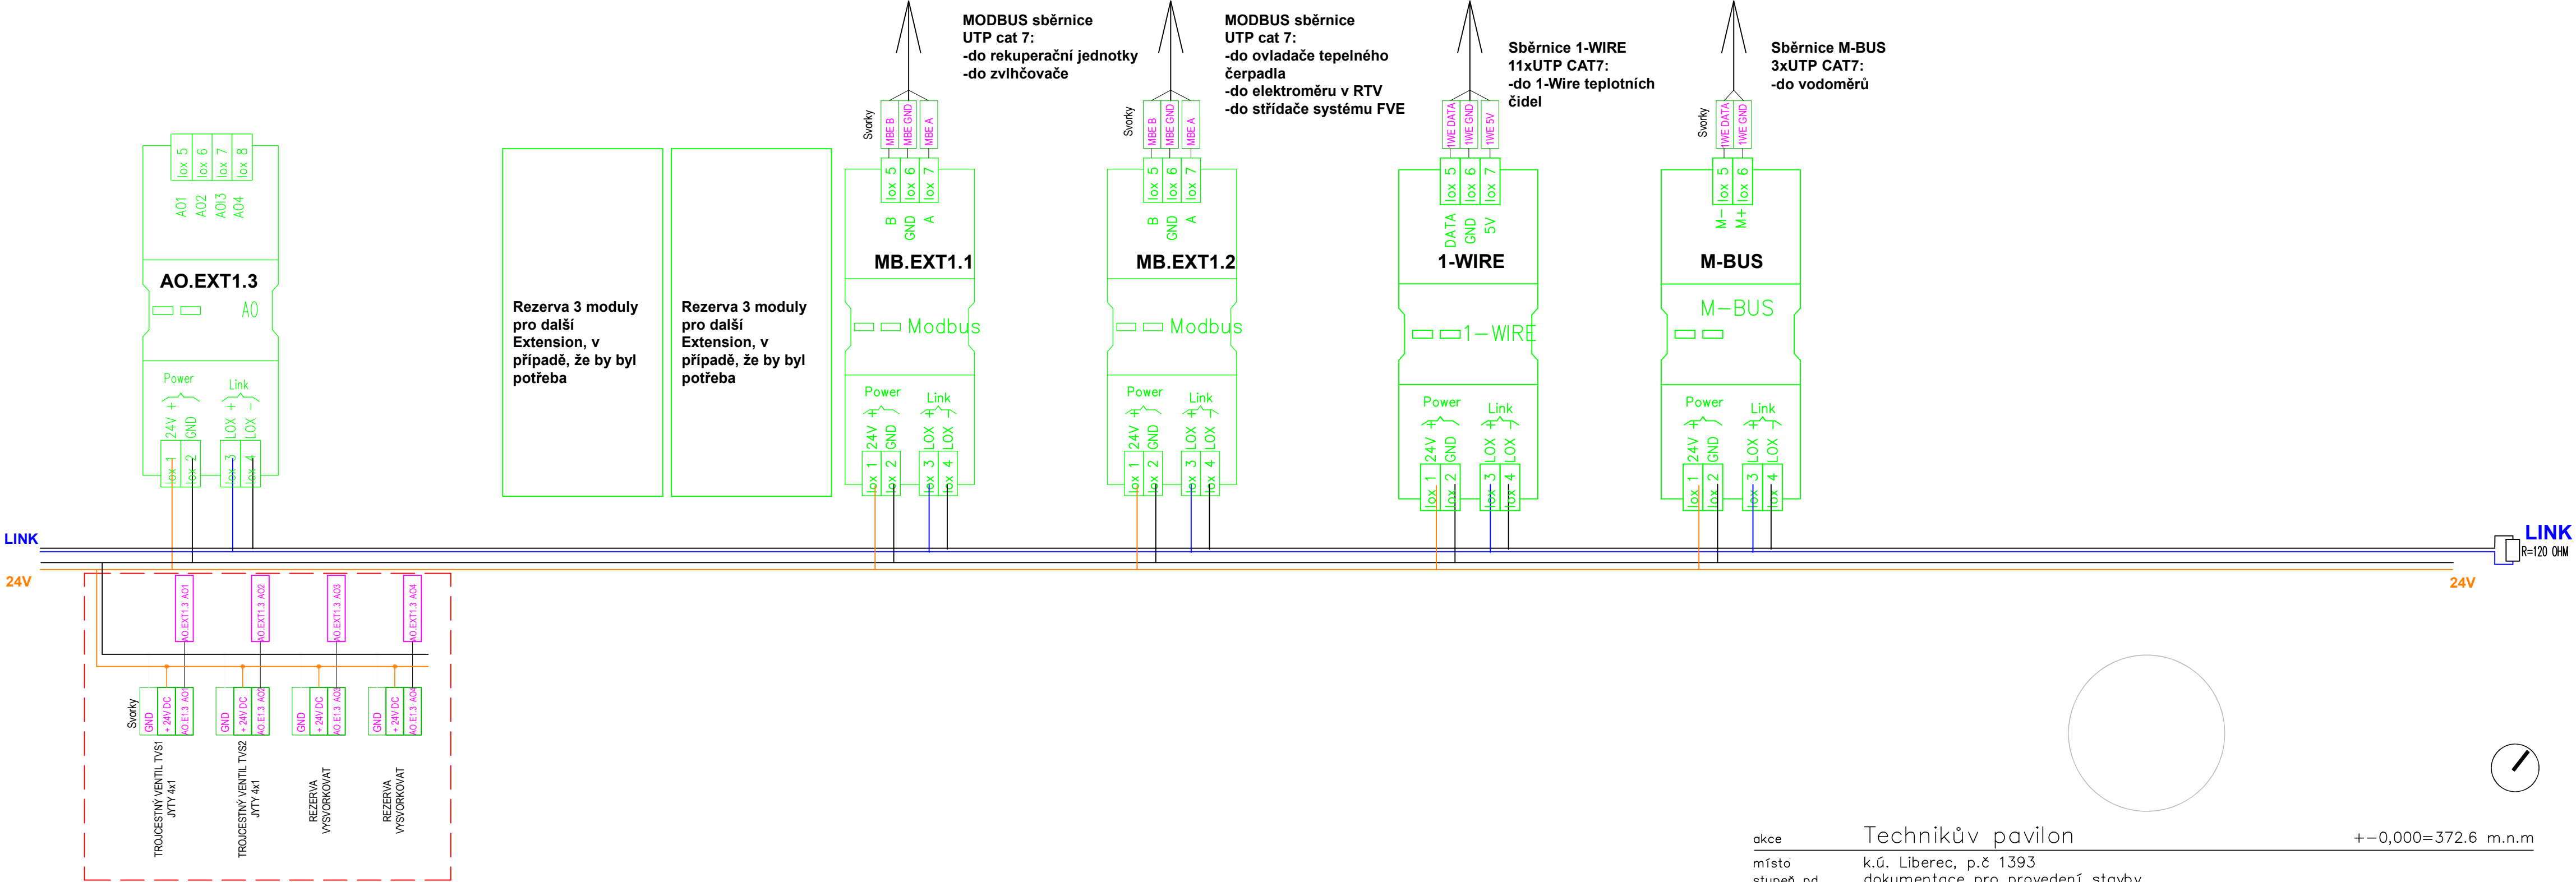 MODBUS sběrnice
UTP cat 7:
-do rekuperační jednotky
-do zvlhčovače
MODBUS sběrnice
UTP cat 7:
-do ovladače tepelného
čerpadla
-do elektroměru v RTV
-do střídače systému FVE
Sběrnice 1-WIRE
11xUTP CAT7:
-do 1-Wire teplotních
čidel
Sběrnice M-BUS
3xUTP CAT7:
-do vodoměrů
lox 5
lox 6
lox 7
lox 8
AO1
AO2
AOI3
AO4
AO.EXT1.3
AO
Power
Link
24V +
GND
LOX +
LOX -
lox 1
lox 2
lox 3
lox 4
Rezerva 3 moduly
pro další
Extension, v
případě, že by byl
potřeba
Rezerva 3 moduly
pro další
Extension, v
případě, že by byl
potřeba
Svorky
MBE B
MBE GND
MBE A
lox 5
lox 6
lox 7
B
GND
A
MB.EXT1.1
Modbus
Power
Link
24V +
GND
LOX +
LOX -
lox 1
lox 2
lox 3
lox 4
Svorky
MBE B
MBE GND
MBE A
lox 5
lox 6
lox 7
B
GND
A
MB.EXT1.2
Modbus
Power
Link
24V +
GND
LOX +
LOX -
lox 1
lox 2
lox 3
lox 4
1WE DATA
1WE GND
1WE 5V
lox 5
lox 6
lox 7
DATA
GND
5V
1-WIRE
1-WIRE
Power
Link
24V +
GND
LOX +
LOX -
lox 1
lox 2
lox 3
lox 4
Svorky
1WE DATA
1WE GND
lox 5
lox 6
M-
M+
M-BUS
M-BUS
Power
Link
24V +
GND
LOX +
LOX -
lox 1
lox 2
lox 3
lox 4
LINK
24V
LINK
R=120 OHM
24V
AO.EXT1.3 AO1
AO.EXT1.3 AO2
AO.EXT1.3 AO3
AO.EXT1.3 AO4
Svorky
GND
+ 24V DC
AO.E1.3 AO1
GND
+ 24V DC
AO.E1.3 AO2
GND
+ 24V DC
AO.E1.3 AO3
GND
+ 24V DC
AO.E1.3 AO4
TROJCESTNÝ VENTIL TVS1
JYTY 4x1
TROJCESTNÝ VENTIL TVS2
JYTY 4x1
REZERVA
VYSVORKOVAT
REZERVA
VYSVORKOVAT
akce Technikův pavilon +-0,000=372.6 m.n.m
místo k.ú. Liberec, p.č 1393
stupeň pd dokumentace pro provedení stavby